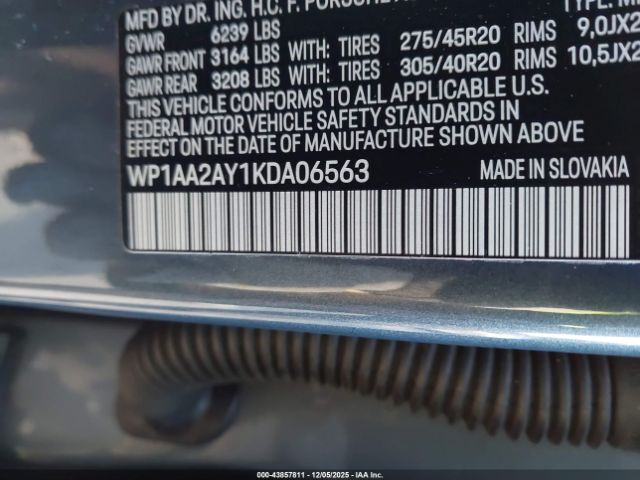 MFD BY DR. ING. H.C. F.
GVWR 6239 LBS
GAWR FRONT 3164 LBS WITH: TIRES 275/45R20 RIMS 9,0JX2
GAWR REAR 3208 LBS WITH: TIRES 305/40R20 RIMS 10,5JX2
THIS VEHICLE CONFORMS TO ALL APPLICABLE U.S.
FEDERAL MOTOR VEHICLE SAFETY STANDARDS IN
EFFECT ON THE DATE OF MANUFACTURE SHOWN ABOVE.
WP1AA2AY1KDA06563 MADE IN SLOVAKIA
000-43857811 - 12/05/2025 - IAA Inc.